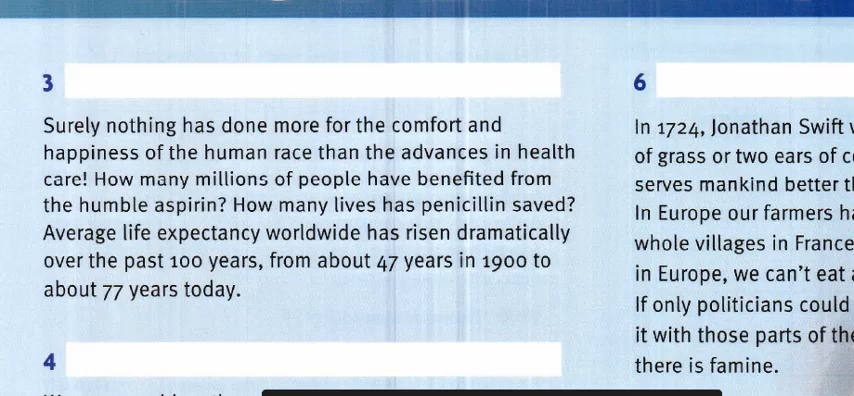 3
Surely nothing has done more for the comfort and
happiness of the human race than the advances in health
care! How many millions of people have benefited from
the humble aspirin? How many lives has penicillin saved?
Average life expectancy worldwide has risen dramatically
over the past 100 years, from about 47 years in 1900 to
about 77 years today.
4
6
In 1724, Jonathan Swift
of grass or two ears of
serves mankind better
In Europe our farmers
whole villages in France
in Europe, we can't eat
If only politicians could
it with those parts of the
there is famine.